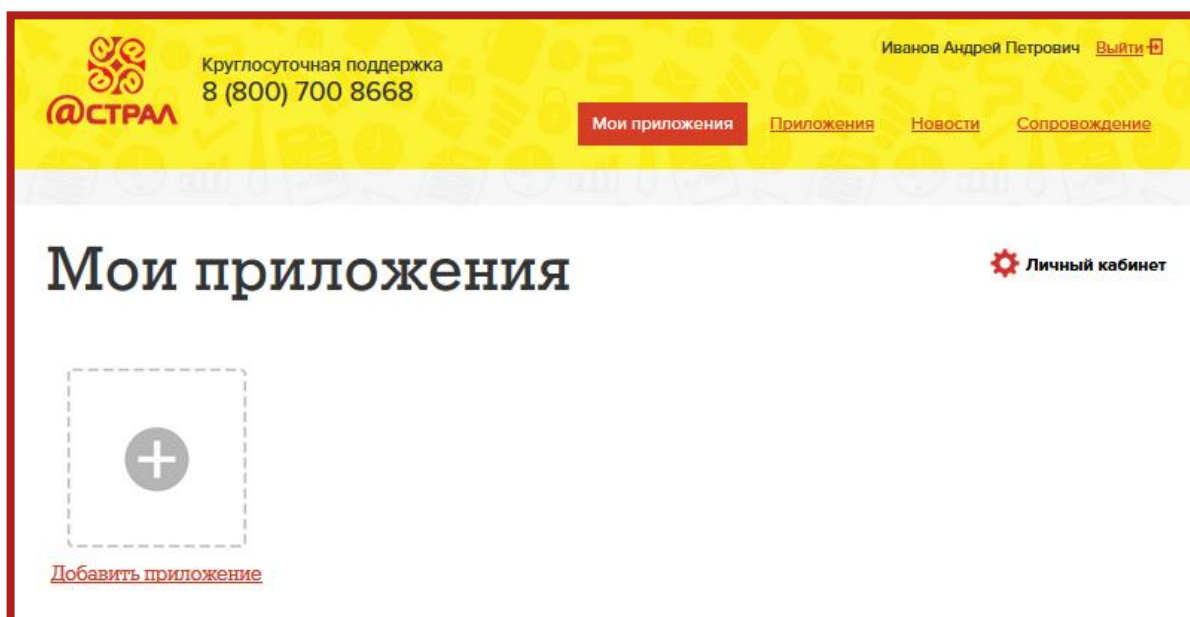 @СТРАЛ
Круглосуточная поддержка
8 (800) 700 8668
Иванов Андрей Петрович Выйти
Мои приложения Приложения Новости Сопровождение
Мои приложения
Личный кабинет
Добавить приложение